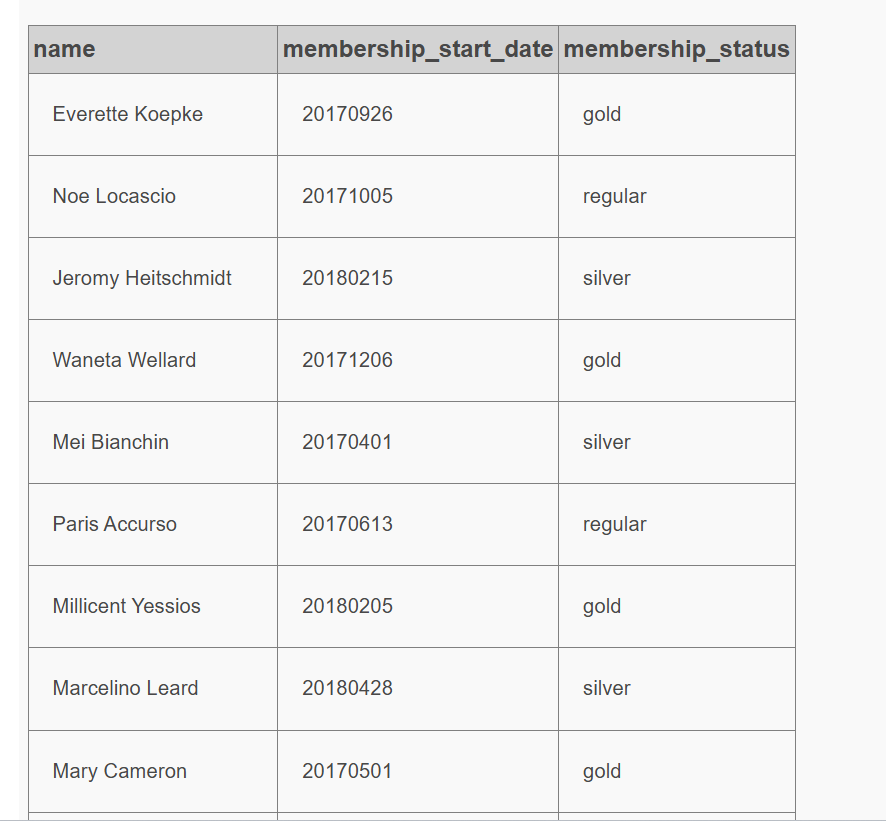 name membership_start_date membership_status
Everette Koepke 20170926 gold
Noe Locascio 20171005 regular
Jeromy Heitschmidt 20180215 silver
Waneta Wellard 20171206 gold
Mei Bianchin 20170401 silver
Paris Accurso 20170613 regular
Millicent Yessios 20180205 gold
Marcelino Leard 20180428 silver
Mary Cameron 20170501 gold